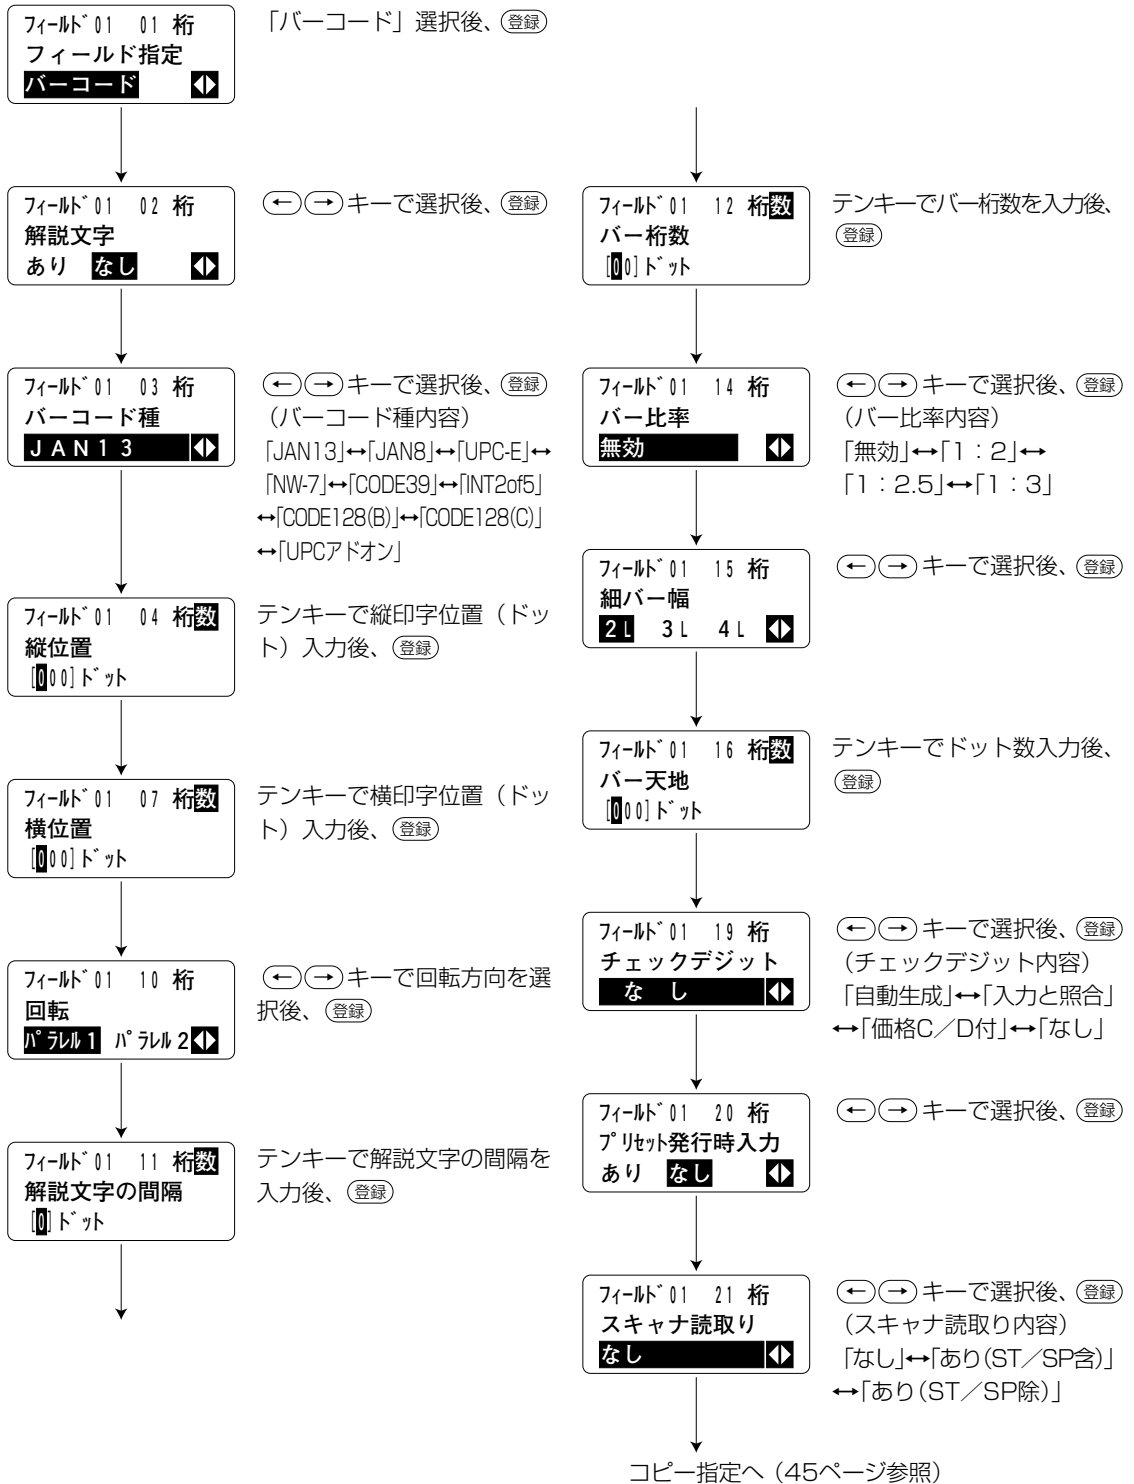 ﾌｨｰﾙﾄﾞ01 01 桁
フィールド指定
バーコード
「バーコード」選択後、登録
ﾌｨｰﾙﾄﾞ01 02 桁
解説文字
あり なし
←→キーで選択後、登録
ﾌｨｰﾙﾄﾞ01 03 桁
バーコード種
ＪＡＮ１３
←→キーで選択後、登録
（バーコード種内容）
「JAN13」↔「JAN8」↔「UPC-E」↔
「NW-7」↔「CODE39」↔「INT2of5」
↔「CODE128(B)」↔「CODE128(C)」
↔「UPCアドオン」
ﾌｨｰﾙﾄﾞ01 04 桁数
縦位置
[000]ﾄﾞｯﾄ
テンキーで縦印字位置（ドッ
ト）入力後、登録
ﾌｨｰﾙﾄﾞ01 07 桁数
横位置
[000]ﾄﾞｯﾄ
テンキーで横印字位置（ドッ
ト）入力後、登録
ﾌｨｰﾙﾄﾞ01 10 桁
回転
ﾊﾟﾗﾚﾙ1 ﾊﾟﾗﾚﾙ2
←→キーで回転方向を選
択後、登録
ﾌｨｰﾙﾄﾞ01 11 桁数
解説文字の間隔
[0]ﾄﾞｯﾄ
テンキーで解説文字の間隔を
入力後、登録
ﾌｨｰﾙﾄﾞ01 12 桁数
バー桁数
[00]ﾄﾞｯﾄ
テンキーでバー桁数を入力後、
登録
ﾌｨｰﾙﾄﾞ01 14 桁
バー比率
無効
←→キーで選択後、登録
（バー比率内容）
「無効」↔「1：2」↔
「1：2.5」↔「1：3」
ﾌｨｰﾙﾄﾞ01 15 桁
細バー幅
2L 3L 4L
←→キーで選択後、登録
ﾌｨｰﾙﾄﾞ01 16 桁数
バー天地
[000]ﾄﾞｯﾄ
テンキーでドット数入力後、
登録
ﾌｨｰﾙﾄﾞ01 19 桁
チェックデジット
な し
←→キーで選択後、登録
（チェックデジット内容）
「自動生成」↔「入力と照合」
↔「価格C／D付」↔「なし」
ﾌｨｰﾙﾄﾞ01 20 桁
ﾌﾟﾘｾｯﾄ発行時入力
あり なし
←→キーで選択後、登録
ﾌｨｰﾙﾄﾞ01 21 桁
スキャナ読取り
なし
←→キーで選択後、登録
（スキャナ読取り内容）
「なし」↔「あり（ST／SP含）」
↔「あり（ST／SP除）」
コピー指定へ（45ページ参照）